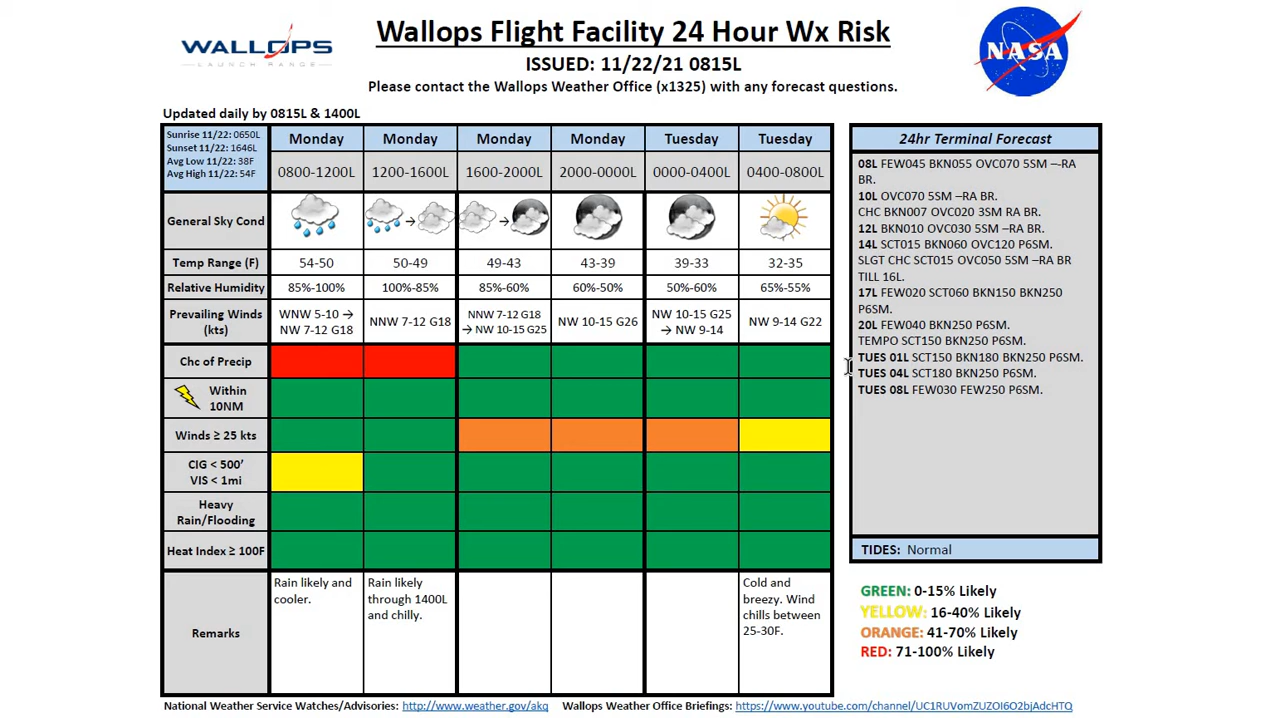 WALLOPS
LAUNCH RANGE
Wallops Flight Facility 24 Hour Wx Risk
ISSUED: 11/22/21 0815L
Please contact the Wallops Weather Office (x1325) with any forecast questions.
NASA
Updated daily by 0815L & 1400L
Sunrise 11/22: 0650L
Sunset 11/22: 1646L
Avg Low 11/22: 38F
Avg High 11/22: 54F
Monday Monday Monday Monday Tuesday Tuesday
0800-1200L 1200-1600L 1600-2000L 2000-0000L 0000-0400L 0400-0800L
General Sky Cond → →
Temp Range (F) 54-50 50-49 49-43 43-39 39-33 32-35
Relative Humidity 85%-100% 100%-85% 85%-60% 60%-50% 50%-60% 65%-55%
Prevailing Winds (kts)
WNW 5-10 →
NW 7-12 G18
NNW 7-12 G18
NNW 7-12 G18
→ NW 10-15 G25
NW 10-15 G26
NW 10-15 G25
→ NW 9-14
NW 9-14 G22
Chc of Precip
Within
10NM
Winds ≥ 25 kts
CIG < 500'
VIS < 1mi
Heavy
Rain/Flooding
Heat Index ≥ 100F
Remarks
Rain likely and
cooler.
Rain likely
through 1400L
and chilly.
Cold and
breezy. Wind
chills between
25-30F.
24hr Terminal Forecast
08L FEW045 BKN055 OVC070 5SM –-RA
BR.
10L OVC070 5SM –RA BR.
CHC BKN007 OVC020 3SM RA BR.
12L BKN010 OVC030 5SM –RA BR.
14L SCT015 BKN060 OVC120 P6SM.
SLGT CHC SCT015 OVC050 5SM –RA BR
TILL 16L.
17L FEW020 SCT060 BKN150 BKN250
P6SM.
20L FEW040 BKN250 P6SM.
TEMPO SCT150 BKN250 P6SM.
TUES 01L SCT150 BKN180 BKN250 P6SM.
TUES 04L SCT180 BKN250 P6SM.
TUES 08L FEW030 FEW250 P6SM.
TIDES: Normal
GREEN: 0-15% Likely
YELLOW: 16-40% Likely
ORANGE: 41-70% Likely
RED: 71-100% Likely
National Weather Service Watches/Advisories: http://www.weather.gov/akq Wallops Weather Office Briefings: https://www.youtube.com/channel/UC1RUVomZUZOI6O2bjAdcHTQ